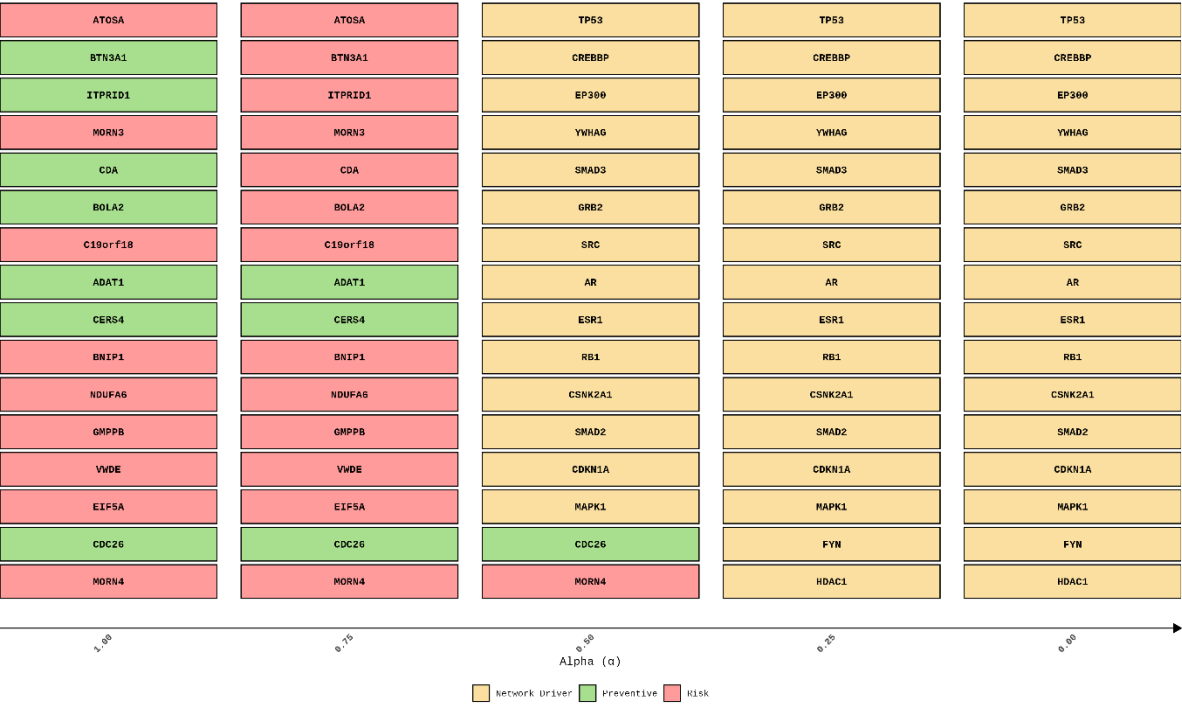 ATOSA ATOSA TP53 TP53 TP53
BTN3A1 BTN3A1 CREBBP CREBBP CREBBP
ITPRID1 ITPRID1 EP300 EP300 EP300
MORN3 MORN3 YWHAG YWHAG YWHAG
CDA CDA SMAD3 SMAD3 SMAD3
BOLA2 BOLA2 GRB2 GRB2 GRB2
C19orf18 C19orf18 SRC SRC SRC
ADAT1 ADAT1 AR AR AR
CERS4 CERS4 ESR1 ESR1 ESR1
BNIP1 BNIP1 RB1 RB1 RB1
NDUFA6 NDUFA6 CSNK2A1 CSNK2A1 CSNK2A1
GMPPB GMPPB SMAD2 SMAD2 SMAD2
VWDE VWDE CDKN1A CDKN1A CDKN1A
EIF5A EIF5A MAPK1 MAPK1 MAPK1
CDC26 CDC26 CDC26 FYN FYN
MORN4 MORN4 MORN4 HDAC1 HDAC1
1.00 0.75 0.50 0.25 0.00
Alpha (α)
Network Driver Preventive Risk